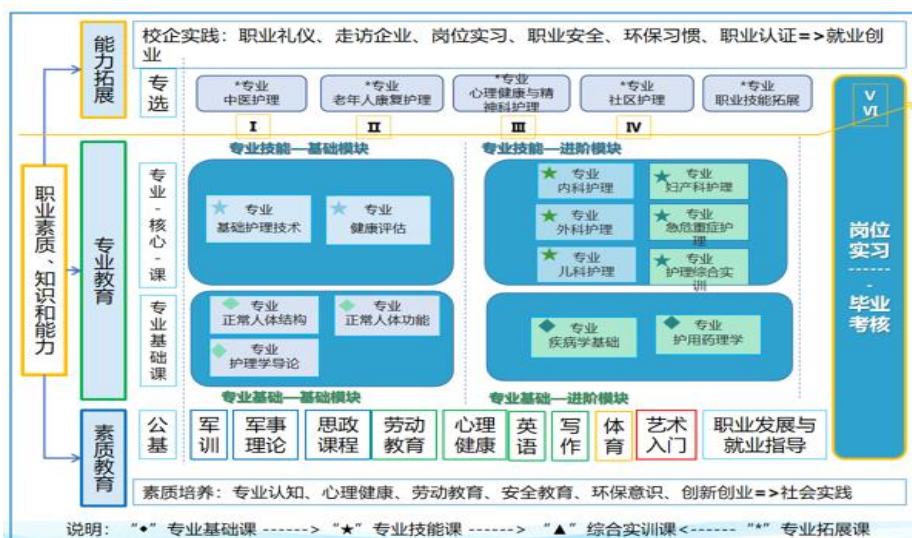 校企实践：职业礼仪、走访企业、岗位实习、职业安全、环保习惯、职业认证=>就业创
业
能力拓展
专选
*专业
中医护理
*专业
老年人康复护理
*专业
心理健康与精
神科护理
*专业
社区护理
*专业
职业技能拓展
I
II
III
IV
V
VI
职业素质、知识和能力
专业教育
专业-核心-课
专业技能—基础模块
专业
基础护理技术
专业
健康评估
专业技能—进阶模块
专业
内科护理
专业
妇产科护理
专业
外科护理
专业
急危重症护
理
专业
儿科护理
专业
护理综合实
训
岗位
实习
------
-
毕业
考核
专业基础课
专业
正常人体结构
专业
正常人体功能
专业
护理学导论
专业
疾病学基础
专业
护用药理学
专业基础—基础模块
专业基础—进阶模块
素质教育
公基
军训
军事
理论
思政
课程
劳动
教育
心理
健康
英语
写作
体育
艺术
入门
职业发展与
就业指导
素质培养：专业认知、心理健康、劳动教育、安全教育、环保意识、创新创业=>社会实践
说明： “◆”专业基础课 ------> “★”专业技能课 ------> “▲”综合实训课<------ “*”专业拓展课